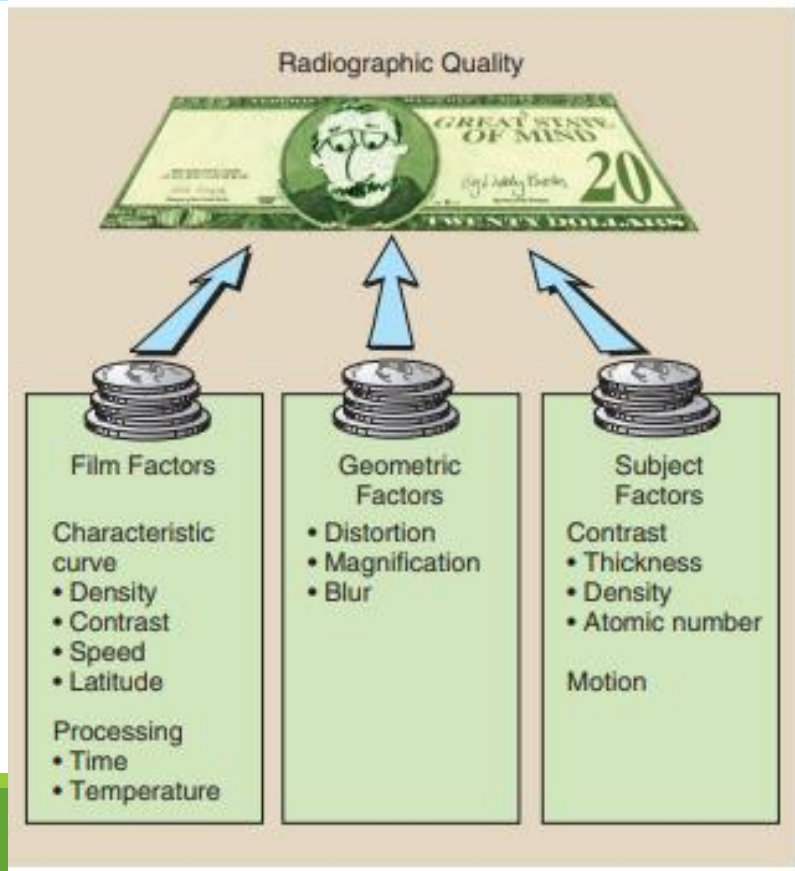 Radiographic Quality
GREAT STATE
OF MIND
20
TWENTY DOLLARS
Film Factors
Characteristic
curve
• Density
• Contrast
• Speed
• Latitude
Processing
• Time
• Temperature
Geometric
Factors
• Distortion
• Magnification
• Blur
Subject
Factors
Contrast
• Thickness
• Density
• Atomic number
Motion